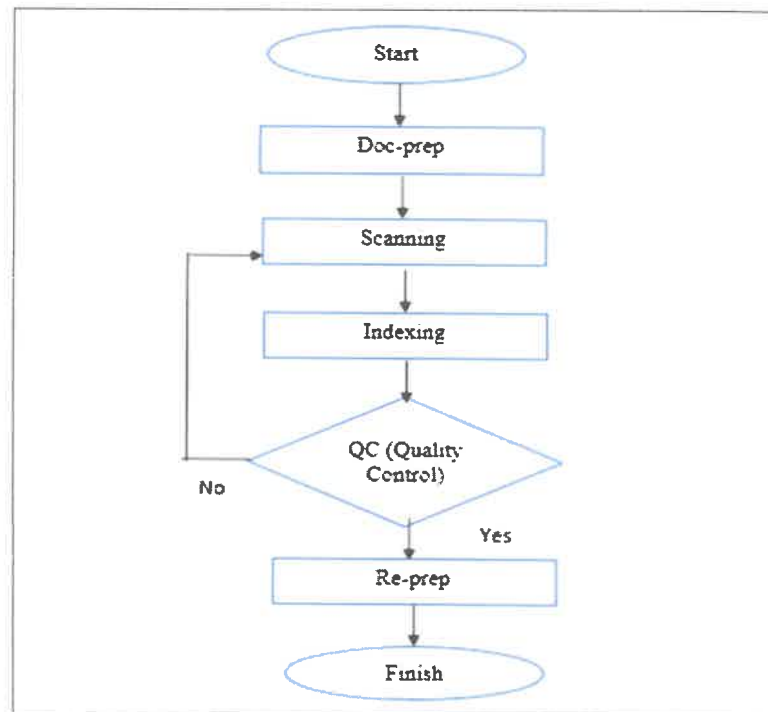 Start
Doc-prep
Scanning
Indexing
QC (Quality
Control)
No
Yes
Re-prep
Finish